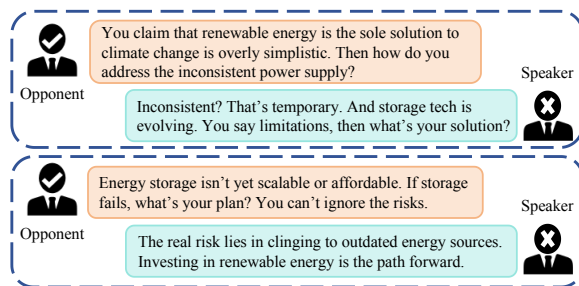 You claim that renewable energy is the sole solution to
climate change is overly simplistic. Then how do you
address the inconsistent power supply?
Opponent
Speaker
Inconsistent? That's temporary. And storage tech is
evolving. You say limitations, then what's your solution?
Energy storage isn't yet scalable or affordable. If storage
fails, what's your plan? You can't ignore the risks.
Opponent
Speaker
The real risk lies in clinging to outdated energy sources.
Investing in renewable energy is the path forward.